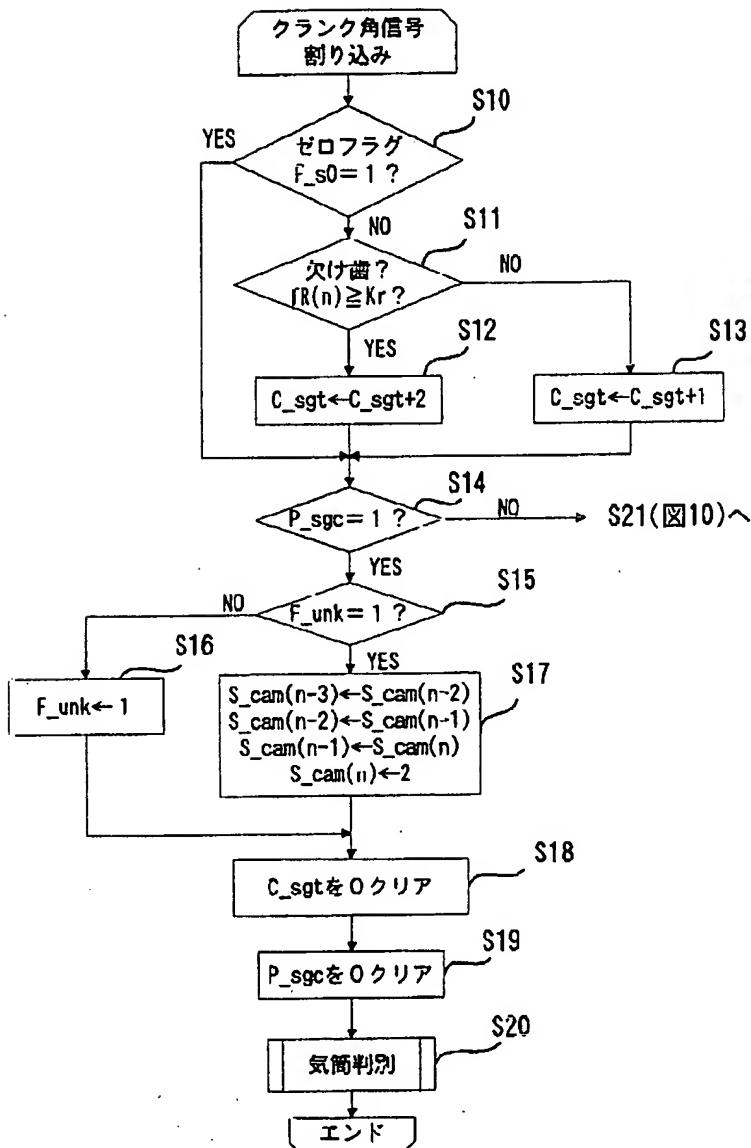 クランク角信号
割り込み
S10
YES
ゼロフラグ
F_s0=1?
NO
S11
欠け歯?
TR(n)≧Kr?
NO
S12
YES
S13
C_sgt←C_sgt+2
C_sgt←C_sgt+1
S14
P_sgc=1?
NO
S21(図10)へ
YES
S15
NO
F_unk=1?
S16
YES
S17
F_unk←1
S_cam(n-3)←S_cam(n-2)
S_cam(n-2)←S_cam(n-1)
S_cam(n-1)←S_cam(n)
S_cam(n)←2
S18
C_sgtを0クリア
S19
P_sgcを0クリア
S20
気筒判別
エンド